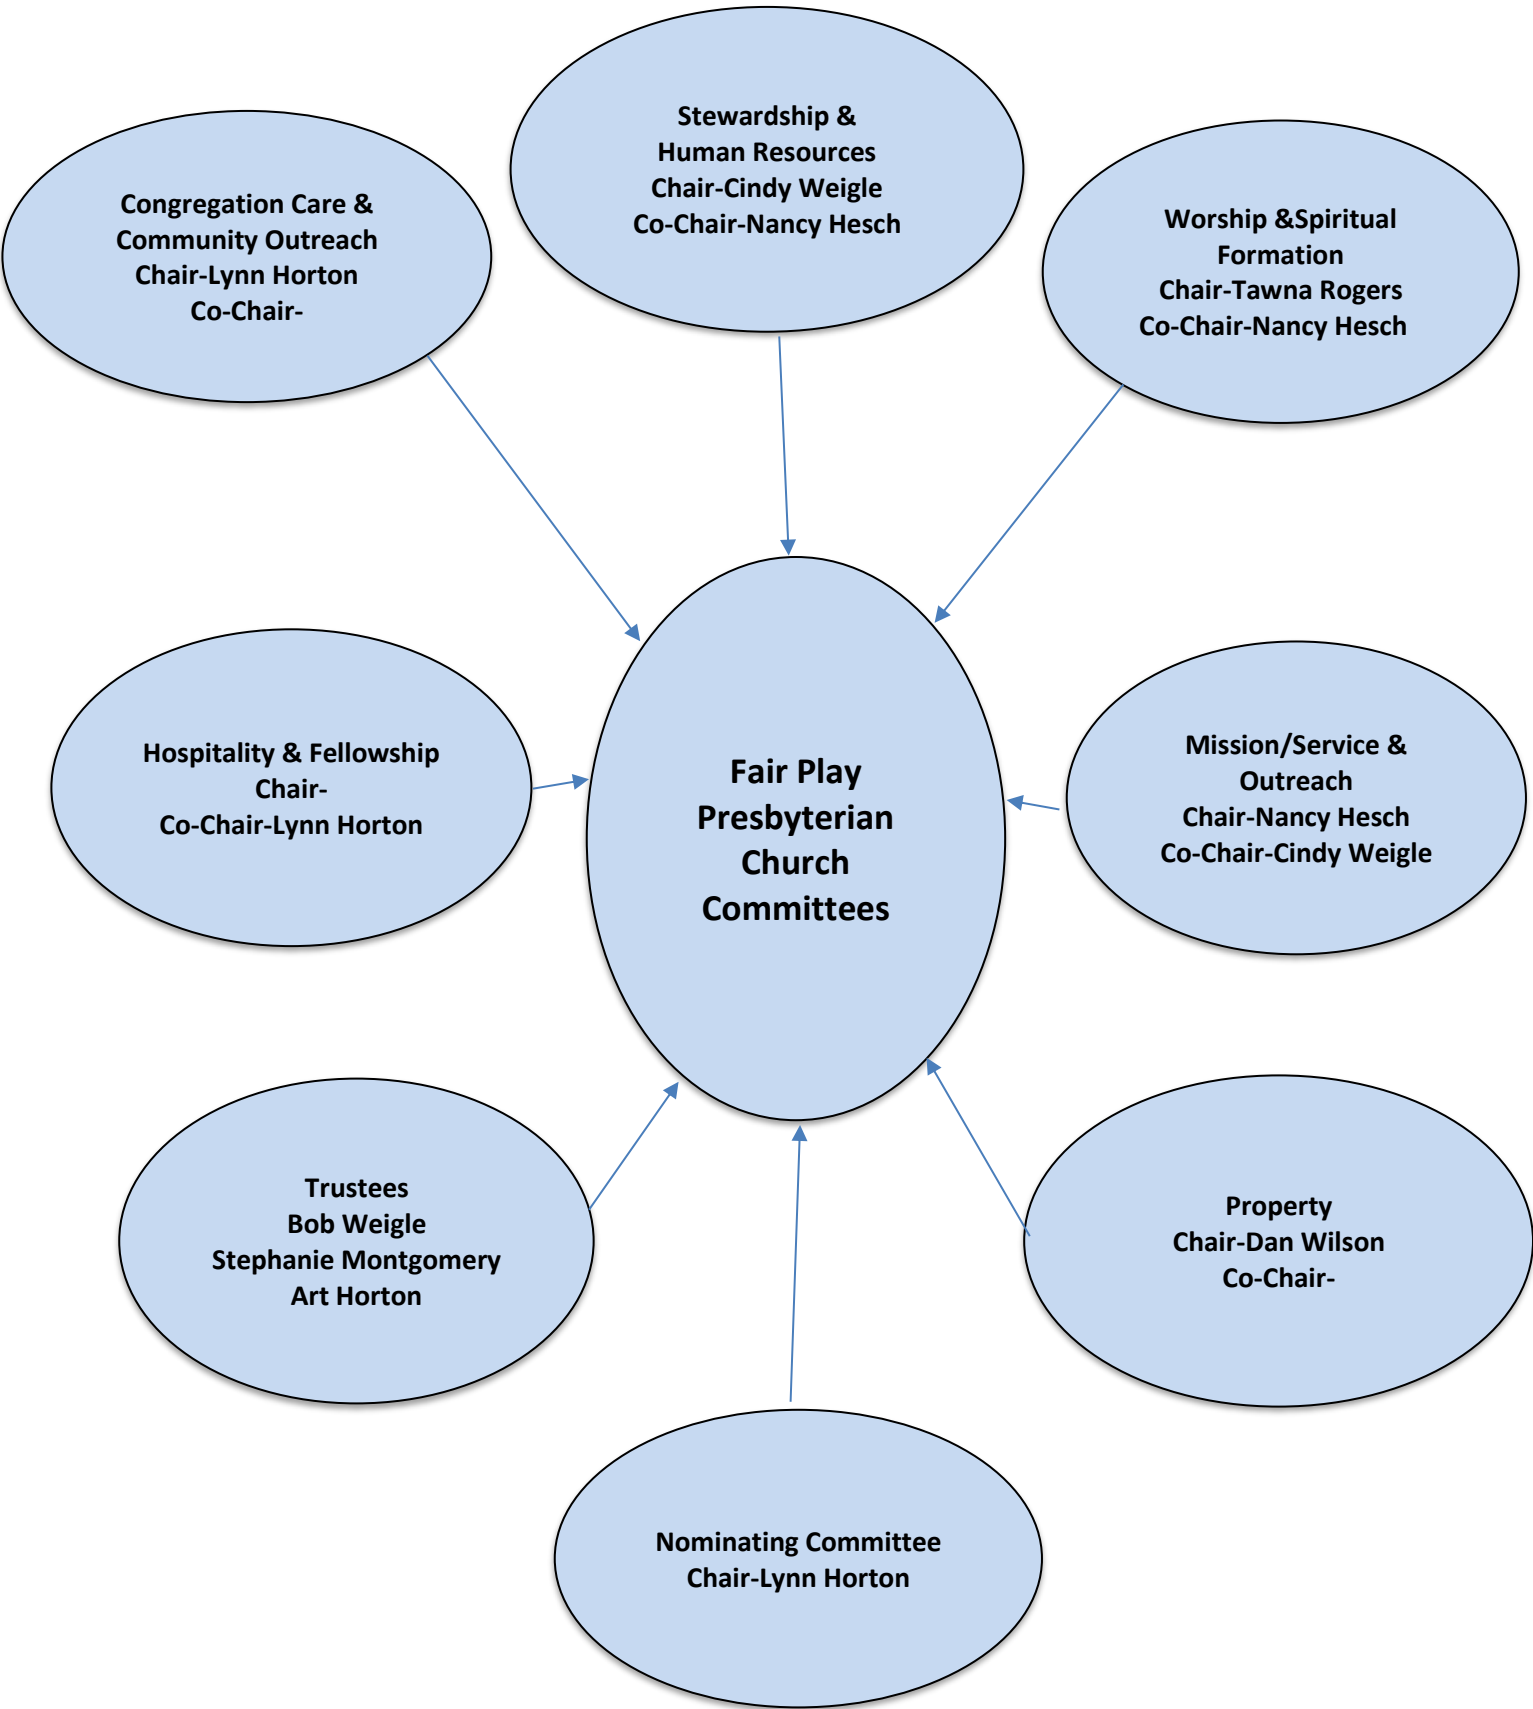 Stewardship &
Human Resources
Chair-Cindy Weigle
Co-Chair-Nancy Hesch
Congregation Care &
Community Outreach
Chair-Lynn Horton
Co-Chair-
Worship &Spiritual
Formation
Chair-Tawna Rogers
Co-Chair-Nancy Hesch
Hospitality & Fellowship
Chair-
Co-Chair-Lynn Horton
Fair Play
Presbyterian
Church
Committees
Mission/Service &
Outreach
Chair-Nancy Hesch
Co-Chair-Cindy Weigle
Trustees
Bob Weigle
Stephanie Montgomery
Art Horton
Property
Chair-Dan Wilson
Co-Chair-
Nominating Committee
Chair-Lynn Horton